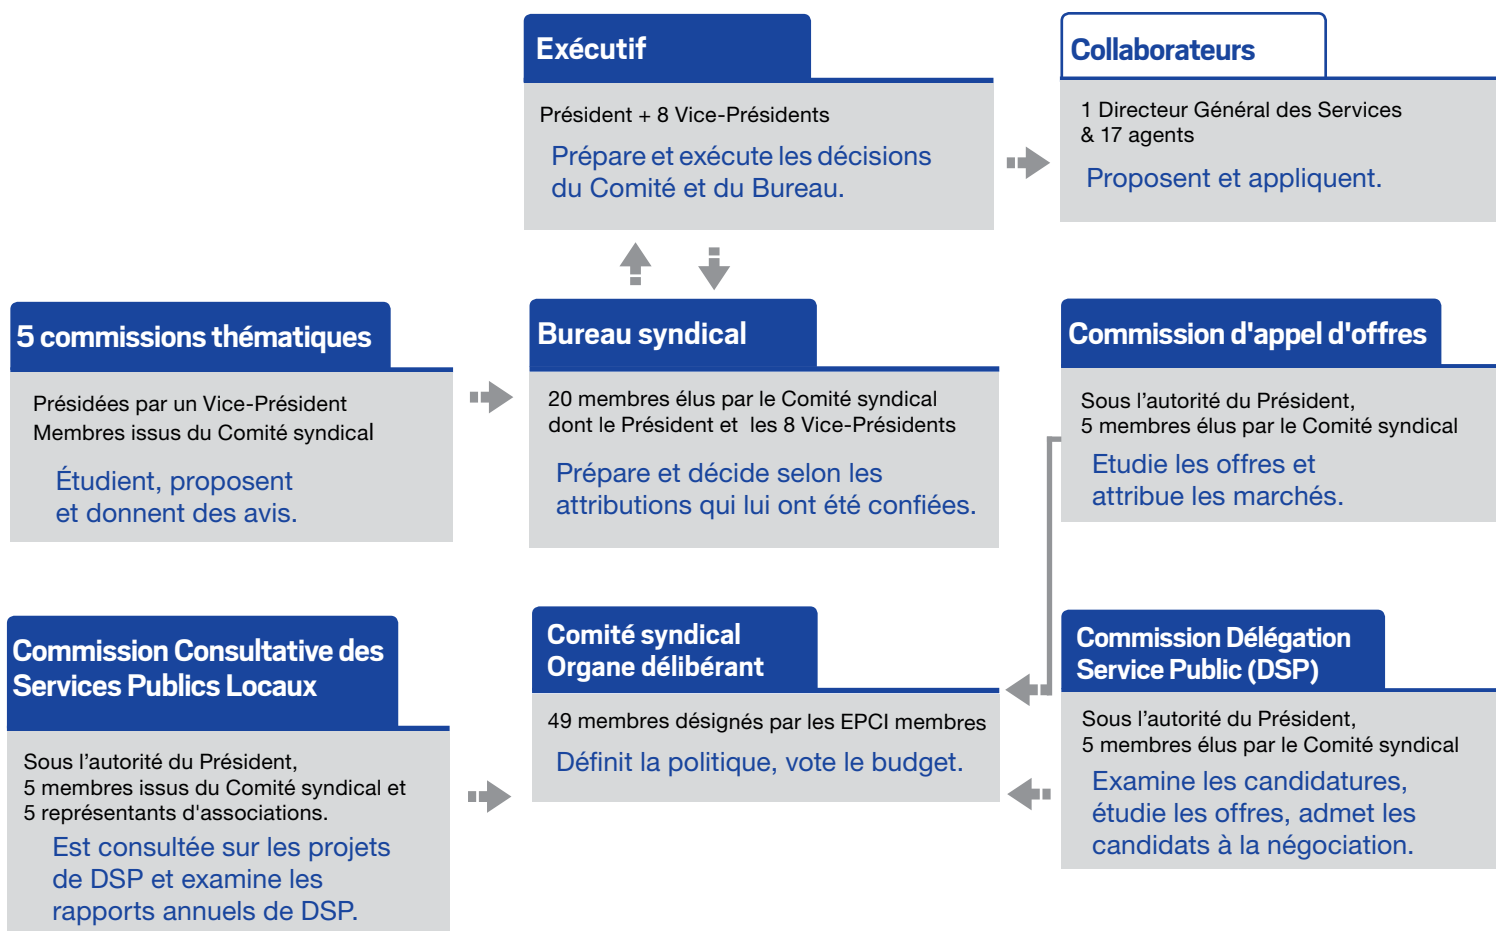 Exécutif
Président + 8 Vice-Présidents
Prépare et exécute les décisions
du Comité et du Bureau.
Collaborateurs
1 Directeur Général des Services
& 17 agents
Proposent et appliquent.
5 commissions thématiques
Présidées par un Vice-Président
Membres issus du Comité syndical
Étudient, proposent
et donnent des avis.
Bureau syndical
20 membres élus par le Comité syndical
dont le Président et les 8 Vice-Présidents
Prépare et décide selon les
attributions qui lui ont été confiées.
Commission d'appel d'offres
Sous l’autorité du Président,
5 membres élus par le Comité syndical
Etudie les offres et
attribue les marchés.
Commission Consultative des
Services Publics Locaux
Sous l’autorité du Président,
5 membres issus du Comité syndical et
5 représentants d'associations.
Est consultée sur les projets
de DSP et examine les
rapports annuels de DSP.
Comité syndical
Organe délibérant
49 membres désignés par les EPCI membres
Définit la politique, vote le budget.
Commission Délégation
Service Public (DSP)
Sous l’autorité du Président,
5 membres élus par le Comité syndical
Examine les candidatures,
étudie les offres, admet les
candidats à la négociation.